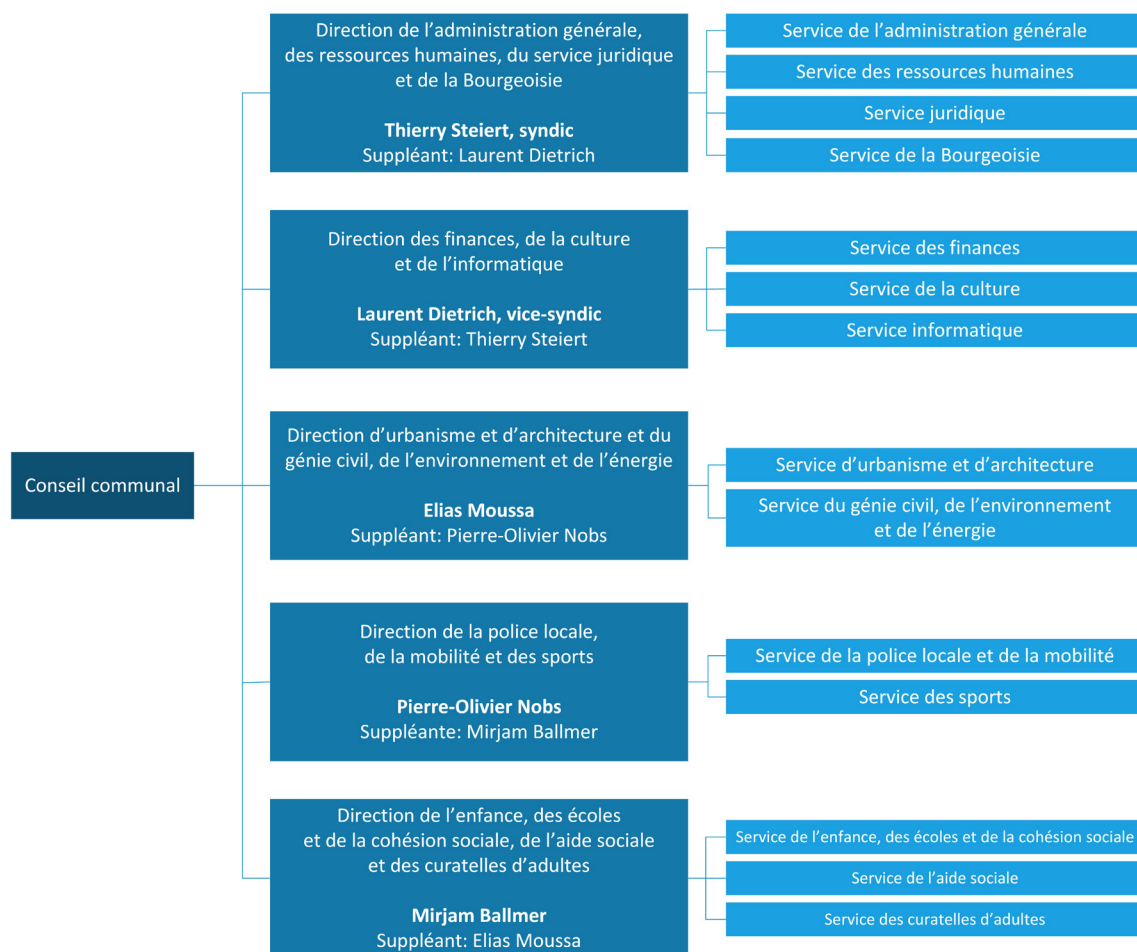 Conseil communal
Direction de l’administration générale,
des ressources humaines, du service juridique
et de la Bourgeoisie
Thierry Steiert, syndic
Suppléant: Laurent Dietrich
Service de l’administration générale
Service des ressources humaines
Service juridique
Service de la Bourgeoisie
Direction des finances, de la culture
et de l’informatique
Laurent Dietrich, vice-syndic
Suppléant: Thierry Steiert
Service des finances
Service de la culture
Service informatique
Direction d’urbanisme et d’architecture et du
génie civil, de l’environnement et de l’énergie
Elias Moussa
Suppléant: Pierre-Olivier Nobs
Service d’urbanisme et d’architecture
Service du génie civil, de l’environnement
et de l’énergie
Direction de la police locale,
de la mobilité et des sports
Pierre-Olivier Nobs
Suppléante: Mirjam Ballmer
Service de la police locale et de la mobilité
Service des sports
Direction de l’enfance, des écoles
et de la cohésion sociale, de l’aide sociale
et des curatelles d’adultes
Mirjam Ballmer
Suppléant: Elias Moussa
Service de l’enfance, des écoles et de la cohésion sociale
Service de l’aide sociale
Service des curatelles d’adultes